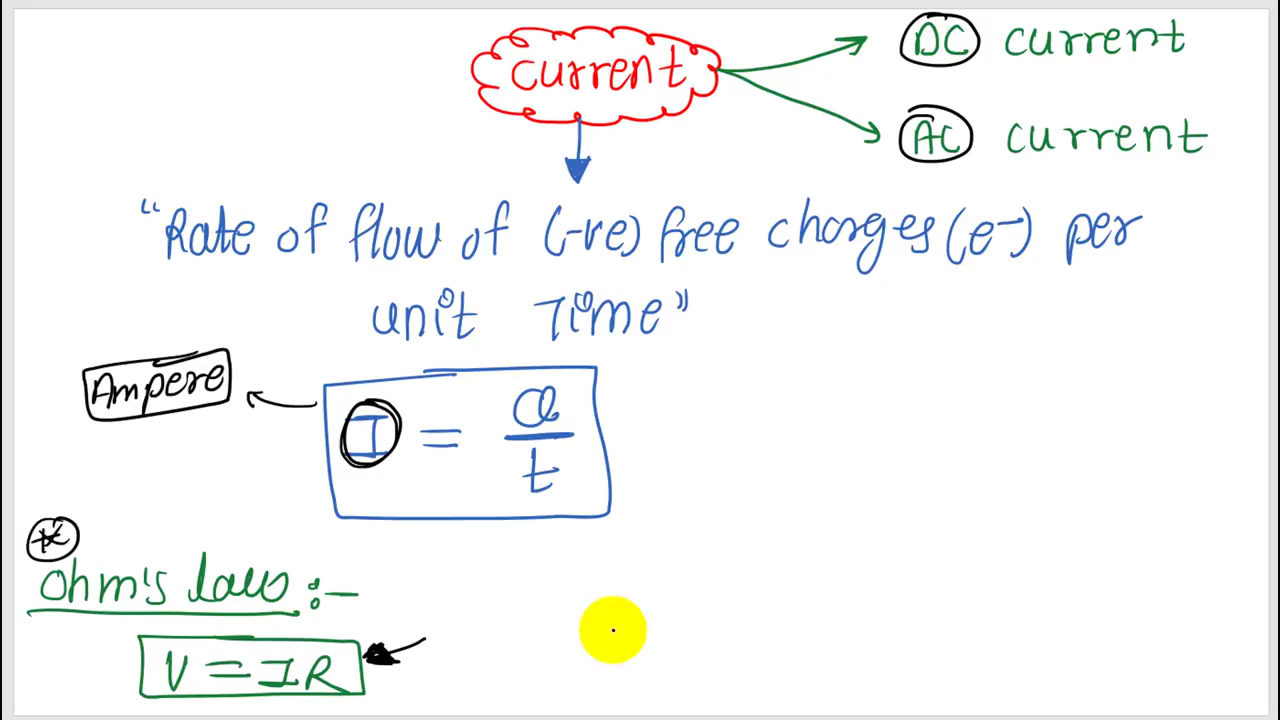 current
DC current
AC current
"Rate of flow of (-ve) free charges (e-) per
unit Time"
Ampere
I = Q/t
Ohm's law :-
V = IR